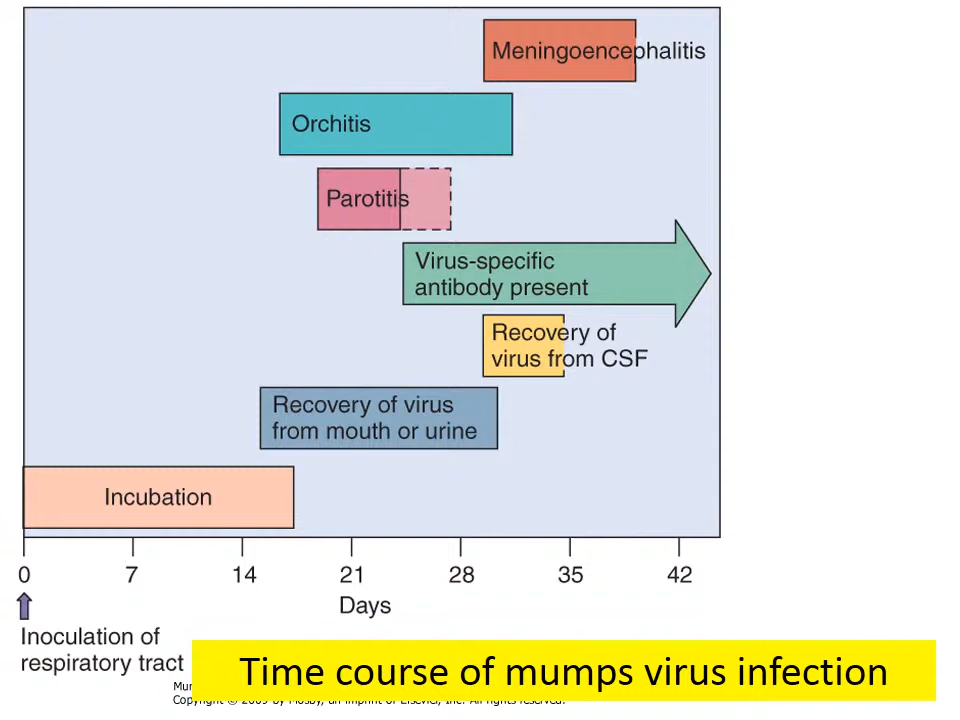 Meningoencephalitis
Orchitis
Parotitis
Virus-specific
antibody present
Recovery of
virus from CSF
Recovery of virus
from mouth or urine
Incubation
0 7 14 21 28 35 42
Days
Inoculation of
respiratory tract
Time course of mumps virus infection